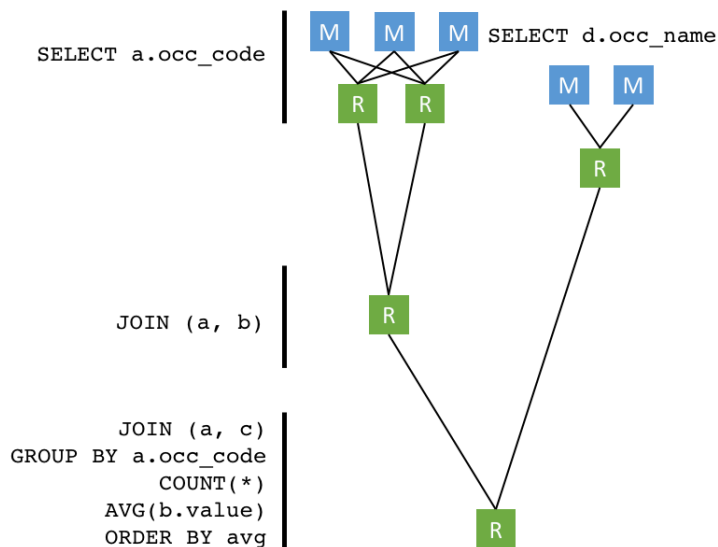 SELECT a.occ_code
M M M
SELECT d.occ_name
M M
R R
R
JOIN (a, b)
R
JOIN (a, c)
GROUP BY a.occ_code
COUNT(*)
AVG(b.value)
ORDER BY avg
R